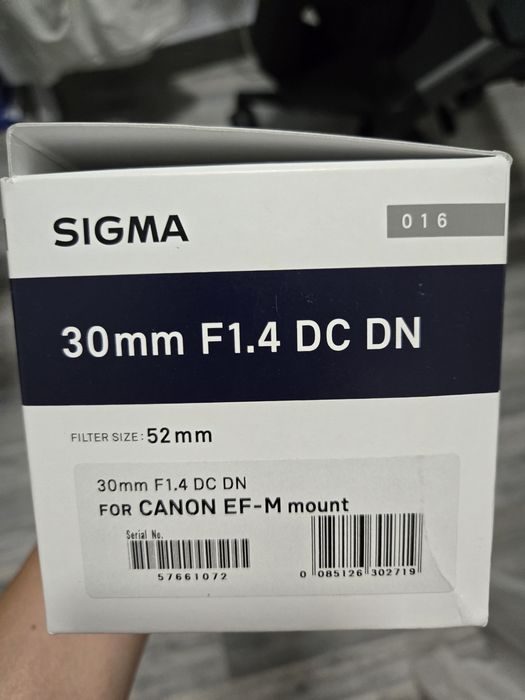 SIGMA
016
30mm F1.4 DC DN
FILTER SIZE: 52mm
30mm F1.4 DC DN
FOR CANON EF-M mount
Serial No.
57661072
0 085126 302719